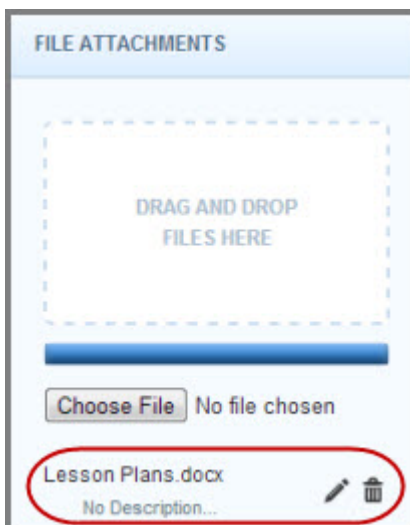 FILE ATTACHMENTS
DRAG AND DROP
FILES HERE
Choose File No file chosen
Lesson Plans.docx
No Description...